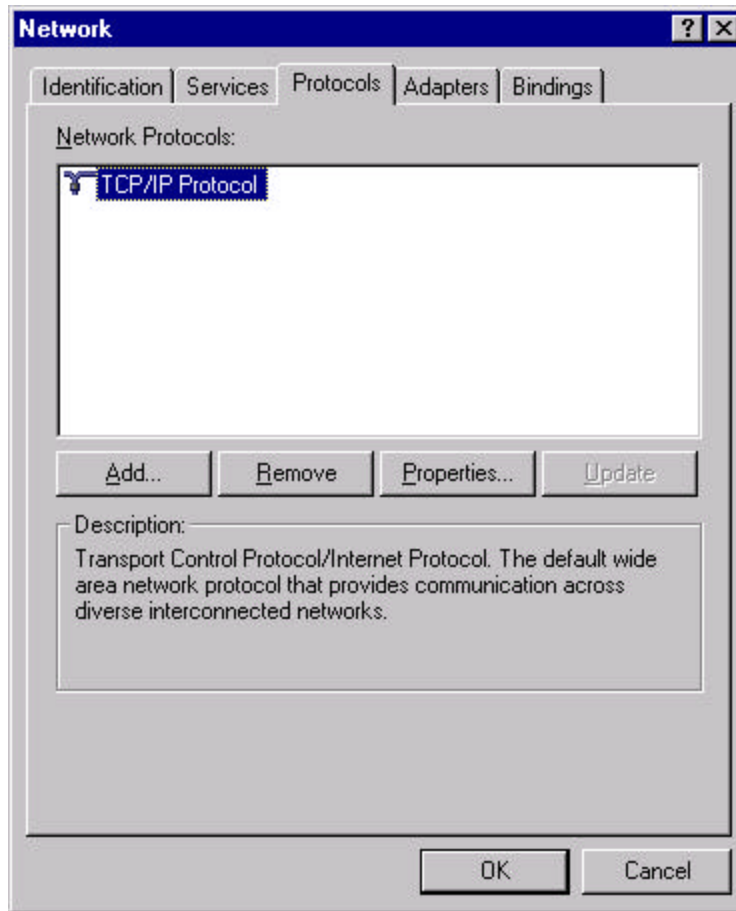 Network
Identification Services Protocols Adapters Bindings
Network Protocols:
TCP/IP Protocol
Add... Remove Properties... Update
Description:
Transport Control Protocol/Internet Protocol. The default wide
area network protocol that provides communication across
diverse interconnected networks.
OK Cancel